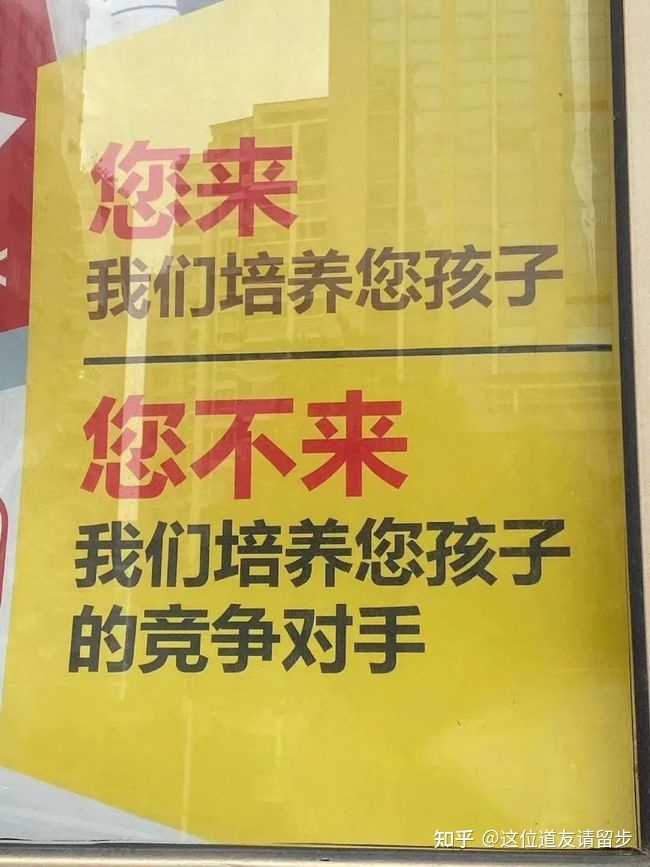 您来
我们培养您孩子
您不来
我们培养您孩子
的竞争对手
知乎 @这位道友请留步